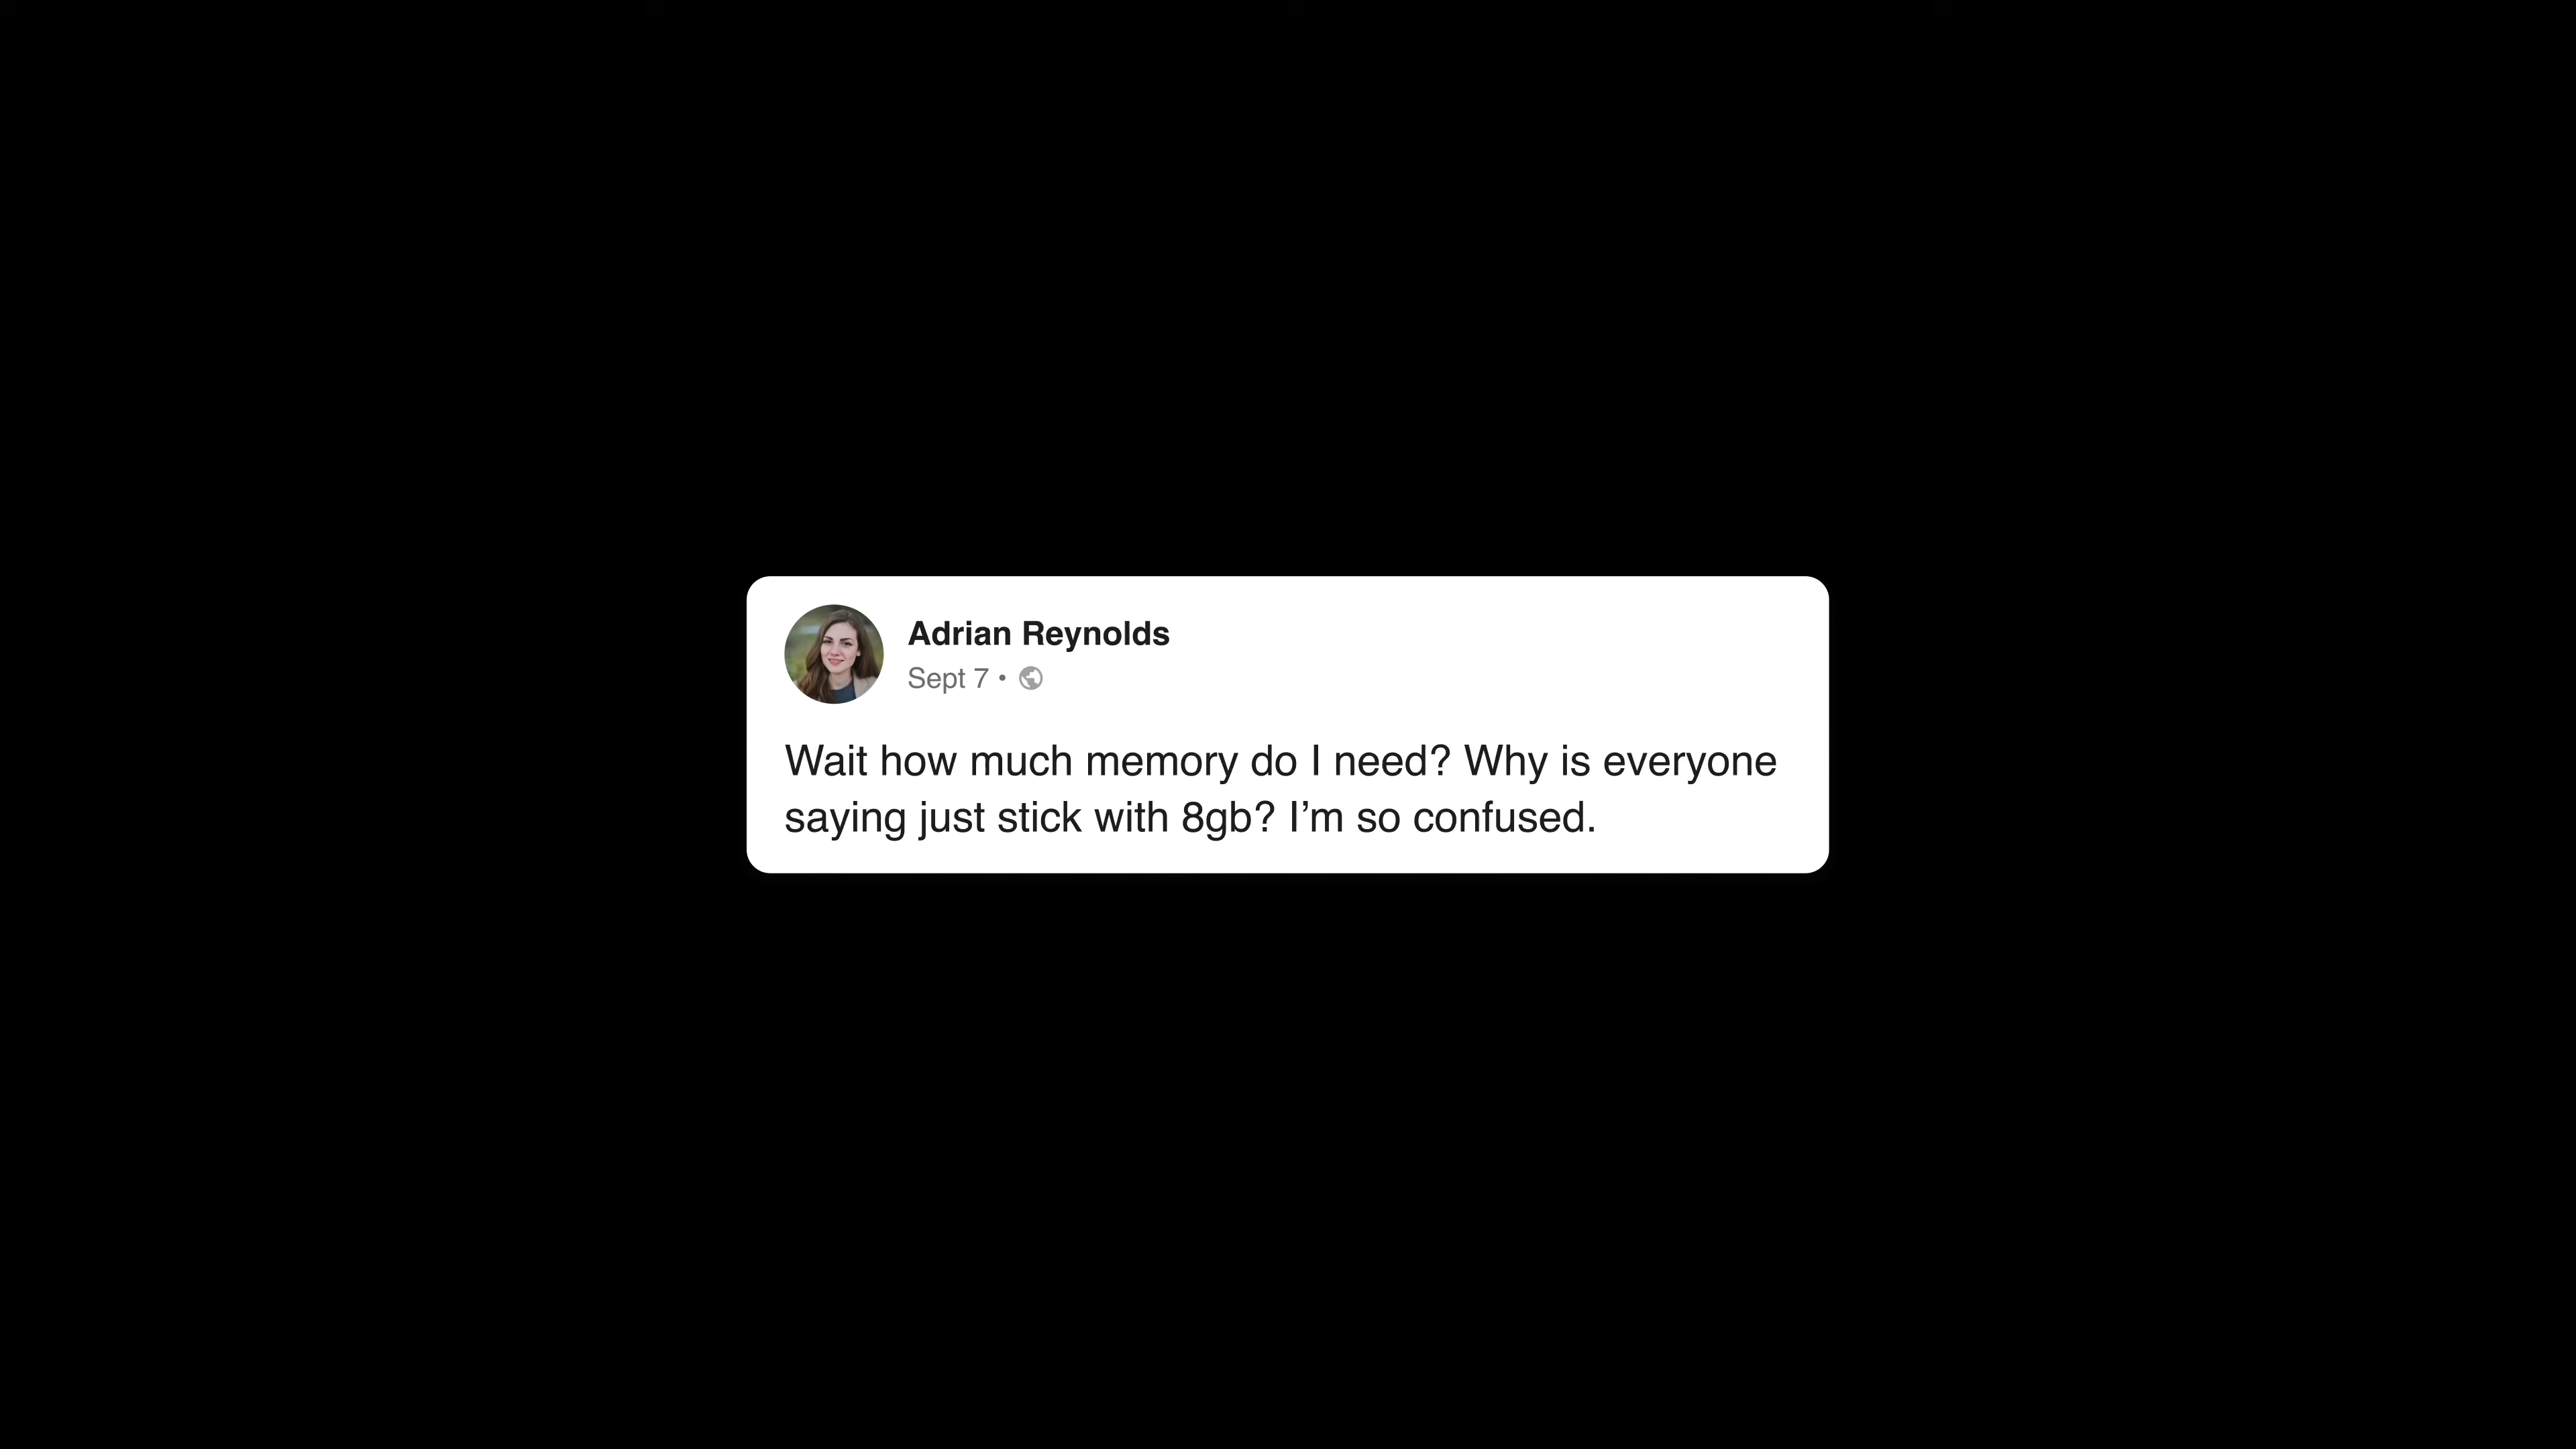 Adrian Reynolds
Sept 7 •
Wait how much memory do I need? Why is everyone
saying just stick with 8gb? I’m so confused.